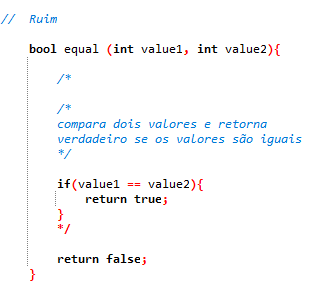 // Ruim
bool equal (int value1, int value2){
/*
/*
compara dois valores e retorna
verdadeiro se os valores são iguais
*/
if(value1 == value2){
return true;
}
*/
return false;
}